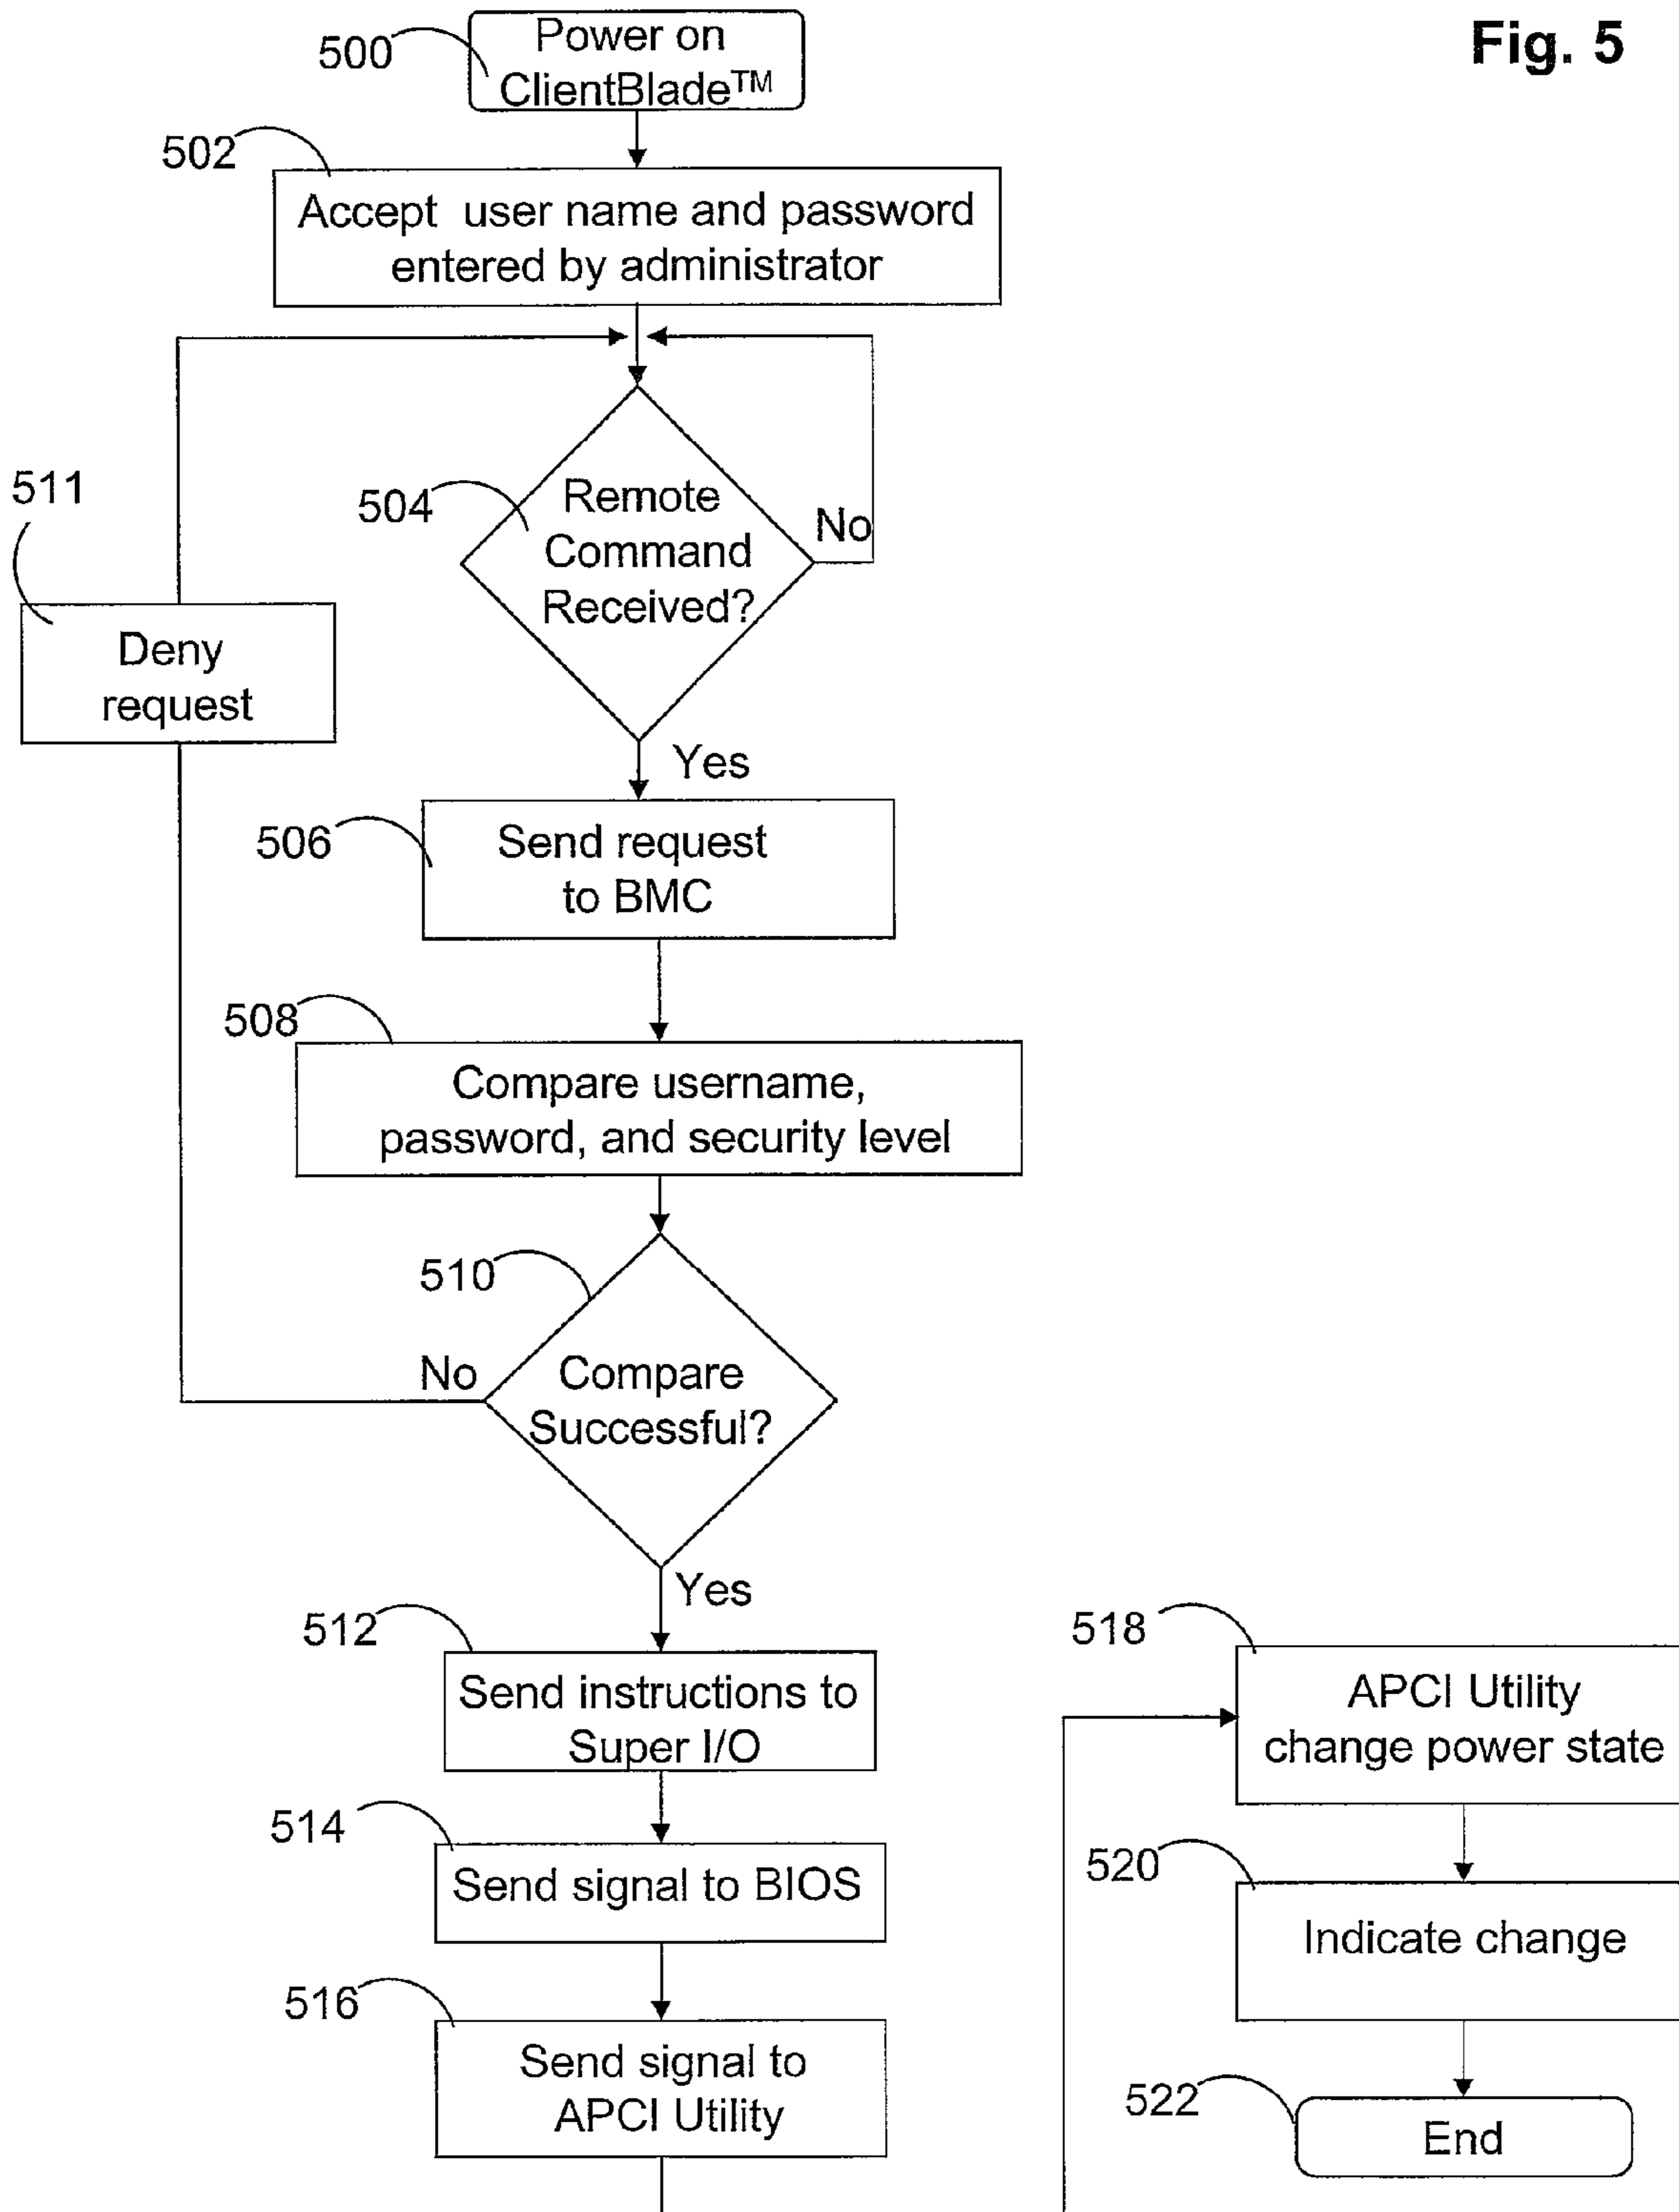 Fig. 5
500
Power on
ClientBlade™
502
Accept user name and password
entered by administrator
504
Remote
Command
Received?
No
511
Deny
request
Yes
506
Send request
to BMC
508
Compare username,
password, and security level
510
No
Compare
Successful?
Yes
512
Send instructions to
Super I/O
514
Send signal to BIOS
516
Send signal to
APCI Utility
518
APCI Utility
change power state
520
Indicate change
522
End